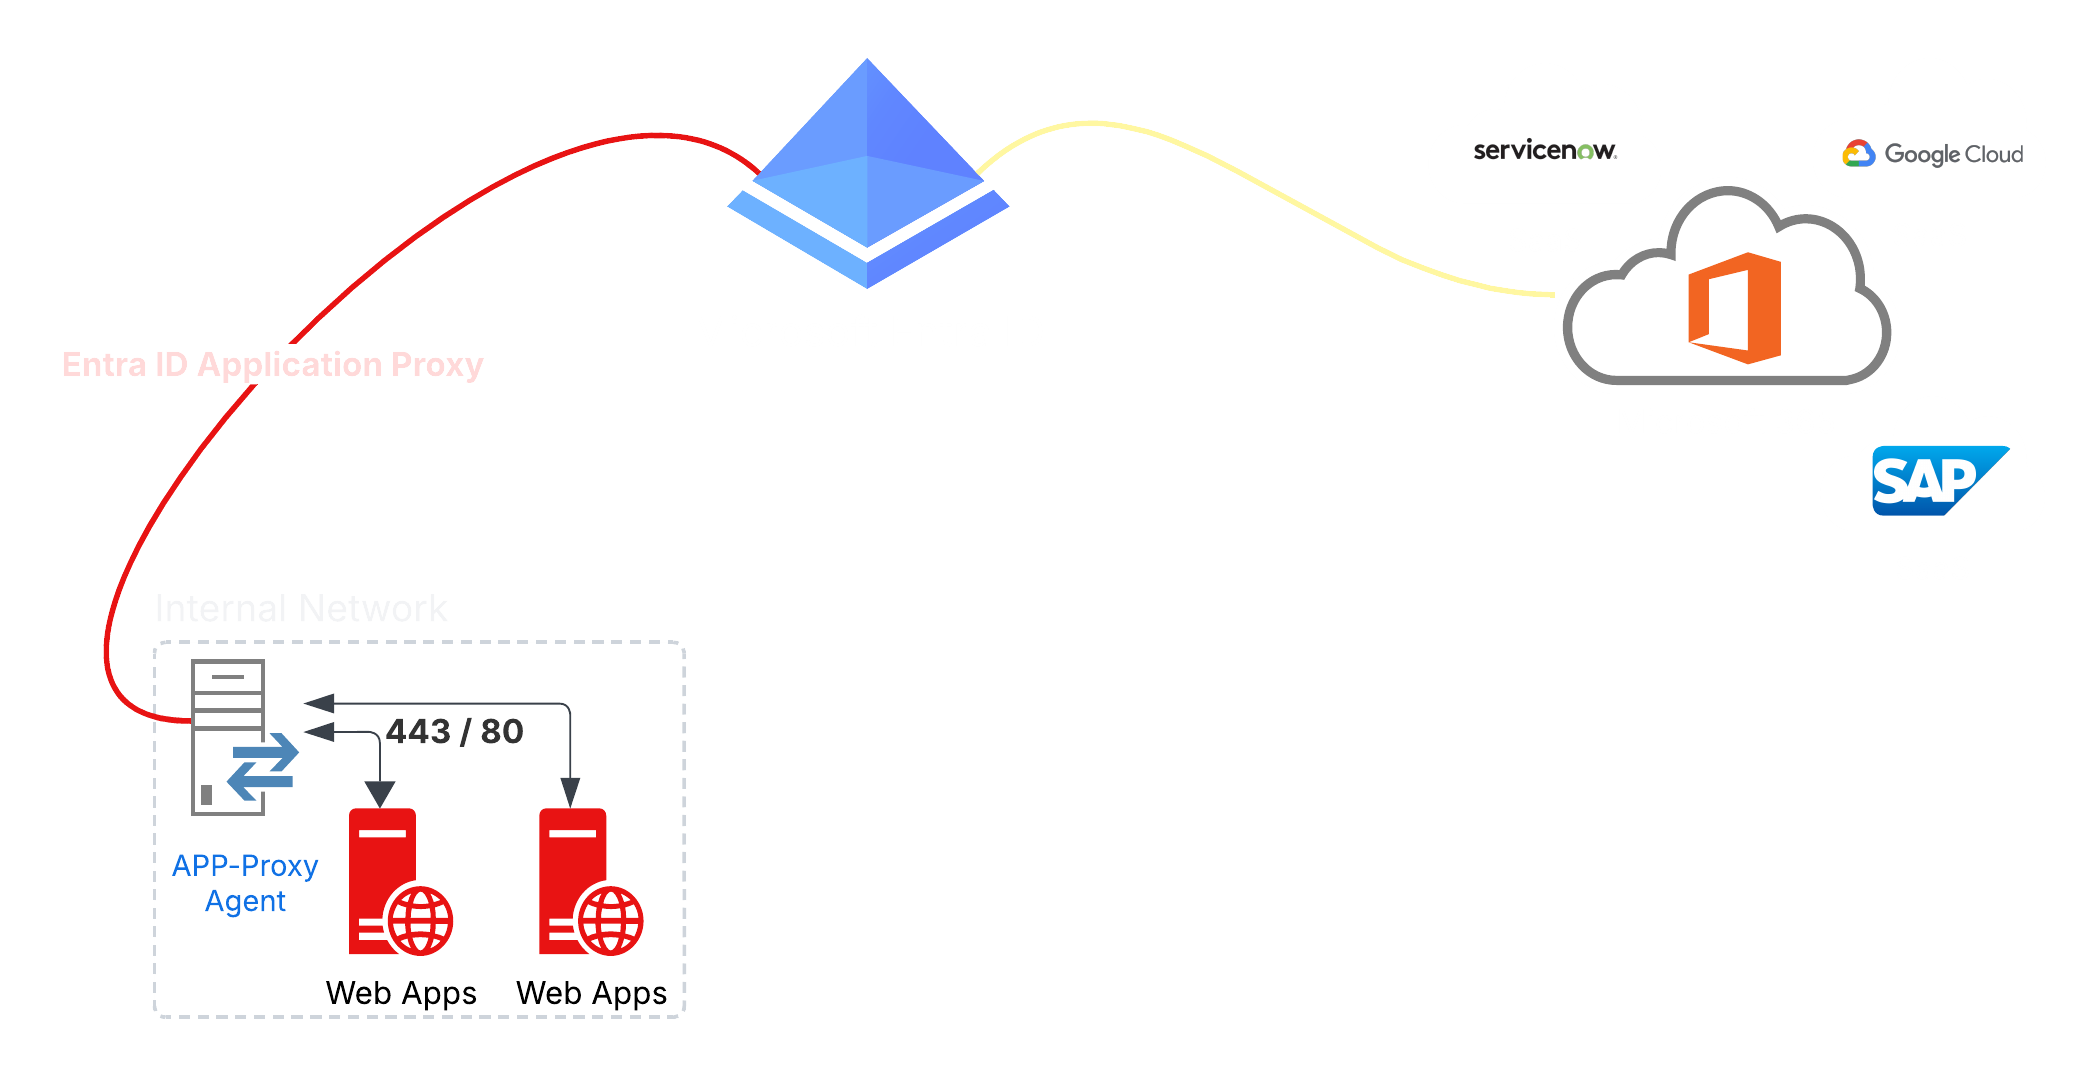 servicenow
Google Cloud
Entra ID Application Proxy
SAP
Internal Network
443 / 80
APP-Proxy
Agent
Web Apps
Web Apps